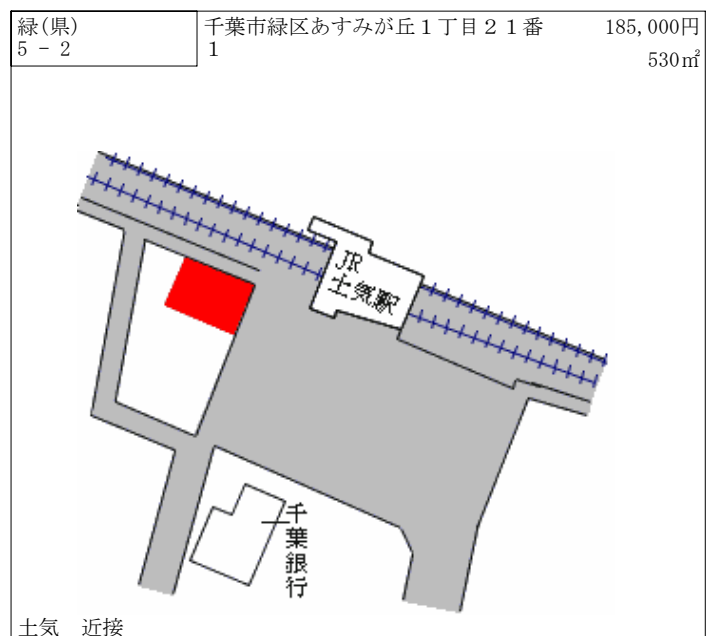 緑(県)
5 - 2
千葉市緑区あすみが丘１丁目２１番
１
185,000円
530㎡
JR
土気駅
千葉銀行
土気　近接